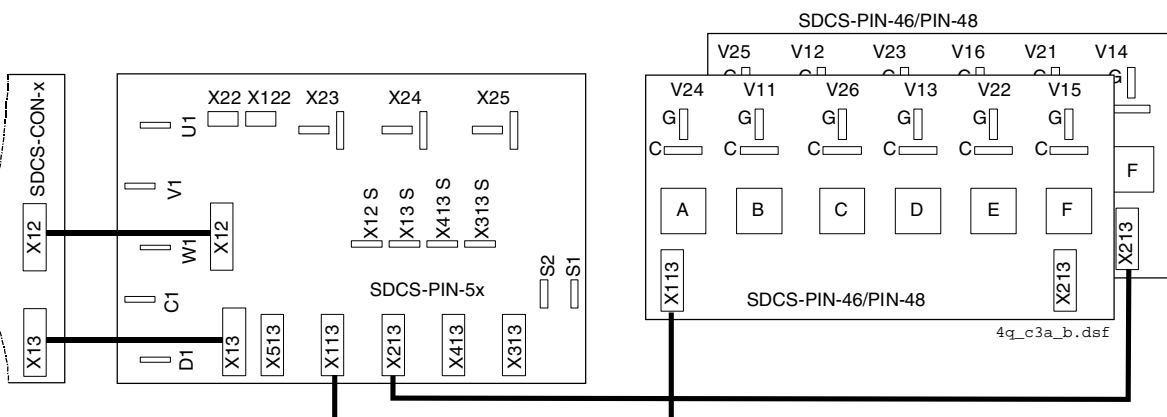 SDCS-PIN-46/PIN-48
V25 V12 V23 V16 V21 V14
G G G G G G
F
X213
SDCS-CON-x
X12
X13
X22 X122 X23 X24 X25
U1
V1
W1
C1
D1
X12
X12 S
X13 S
X413 S
X313 S
S2
S1
SDCS-PIN-5x
X13
X513
X113
X213
X413
X313
V24 V11 V26 V13 V22 V15
G G G G G G
C C C C C C
A B C D E F
X113
X213
SDCS-PIN-46/PIN-48
4q_c3a_b.dsf